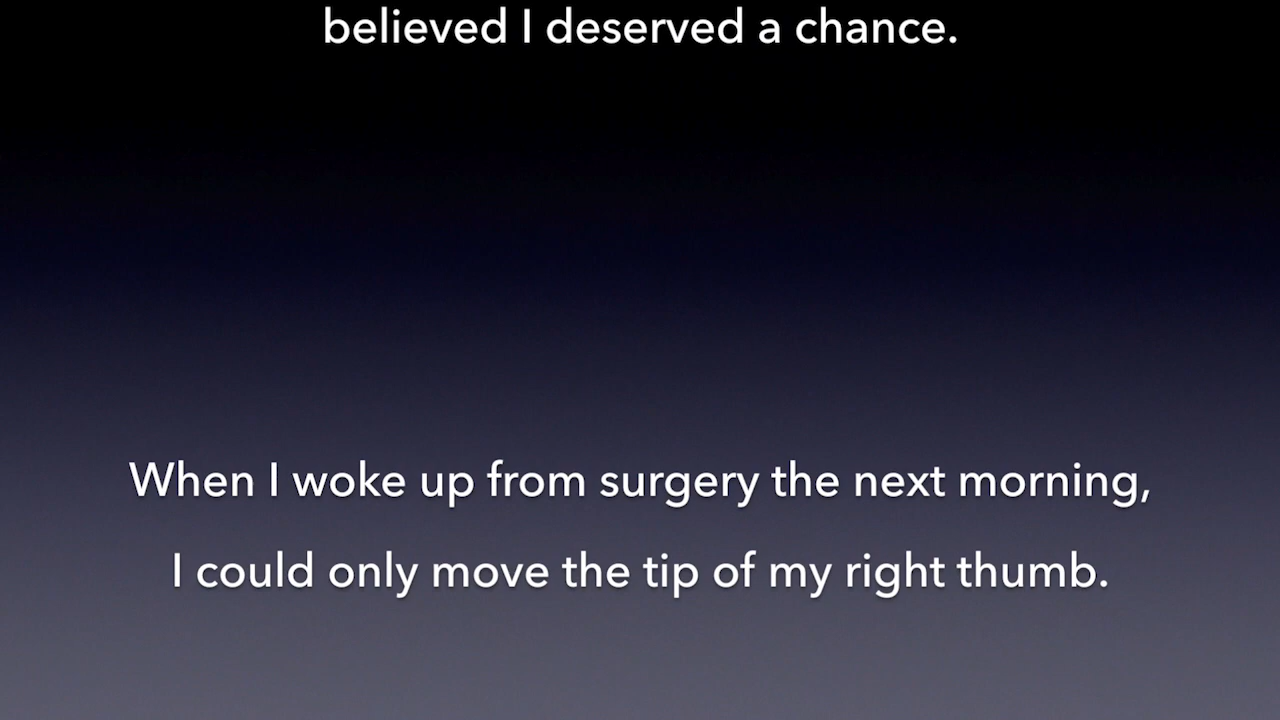 believed I deserved a chance.
When I woke up from surgery the next morning,
I could only move the tip of my right thumb.